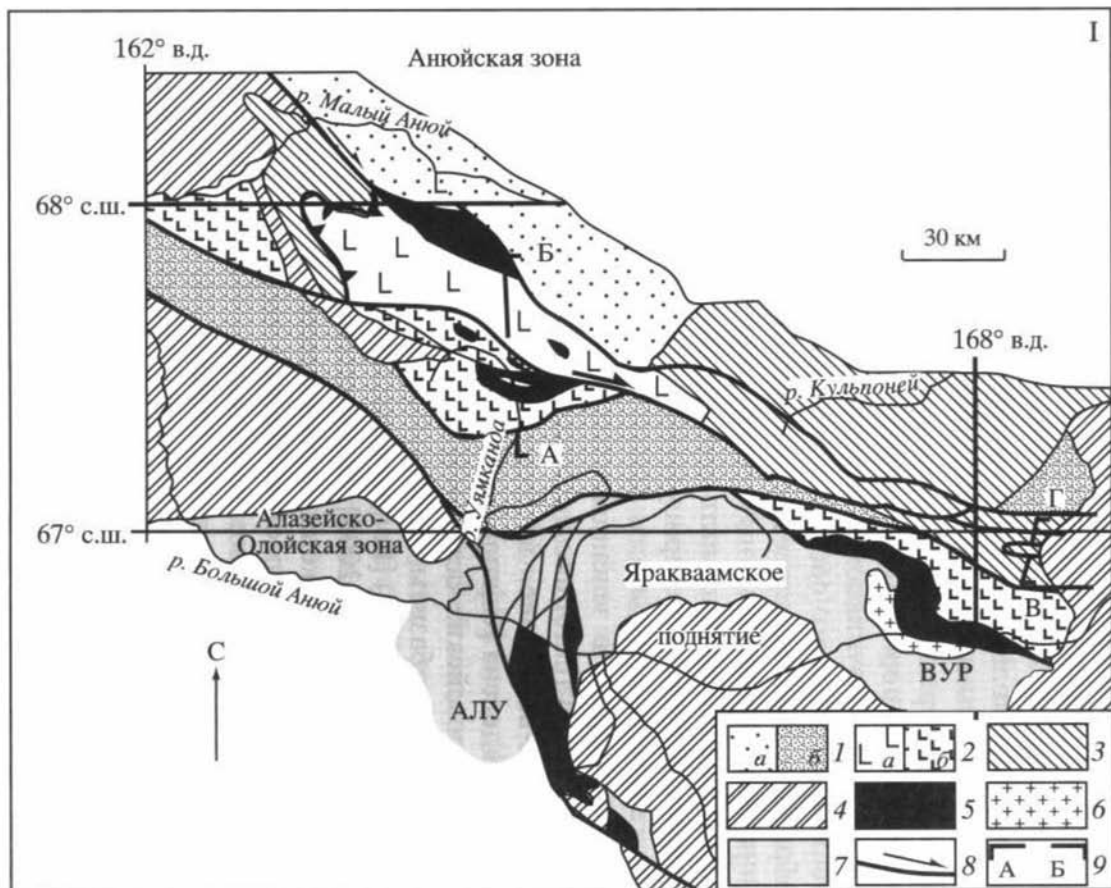 I
162° в.д.
Анюйская зона
р. Малый Анюй
68° с.ш.
Б
30 км
168° в.д.
р. Кульпоней
А
р. Уямканда
Г
67° с.ш.
Алазейско-
Олойская зона
р. Большой Анюй
Яракваамское
поднятие
В
С
АЛУ
ВУР
а б 1
а б 2
3
4
5
6
7
8
А Б 9